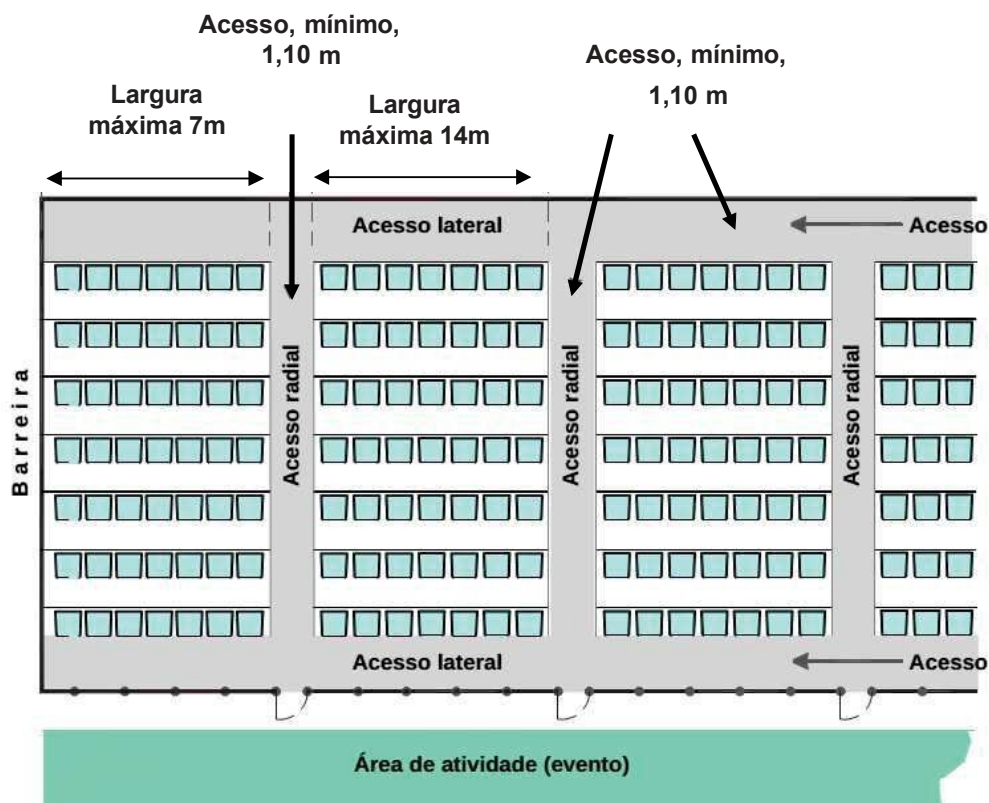 Acesso, mínimo,
1,10 m
Acesso, mínimo,
1,10 m
Largura
máxima 7m
Largura
máxima 14m
Acesso lateral
Acesso
Barreira
Acesso radial
Acesso radial
Acesso radial
Acesso lateral
Acesso
Área de atividade (evento)